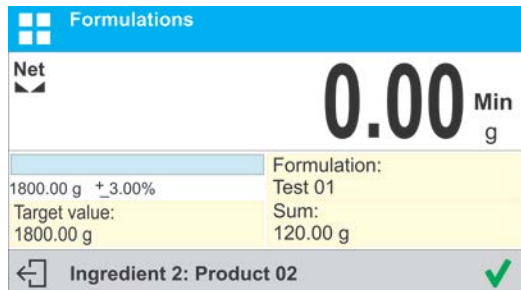 Formulations
Net
0.00 Min
g
1800.00 g ±3.00%
Target value:
1800.00 g
Formulation:
Test 01
Sum:
120.00 g
Ingredient 2: Product 02